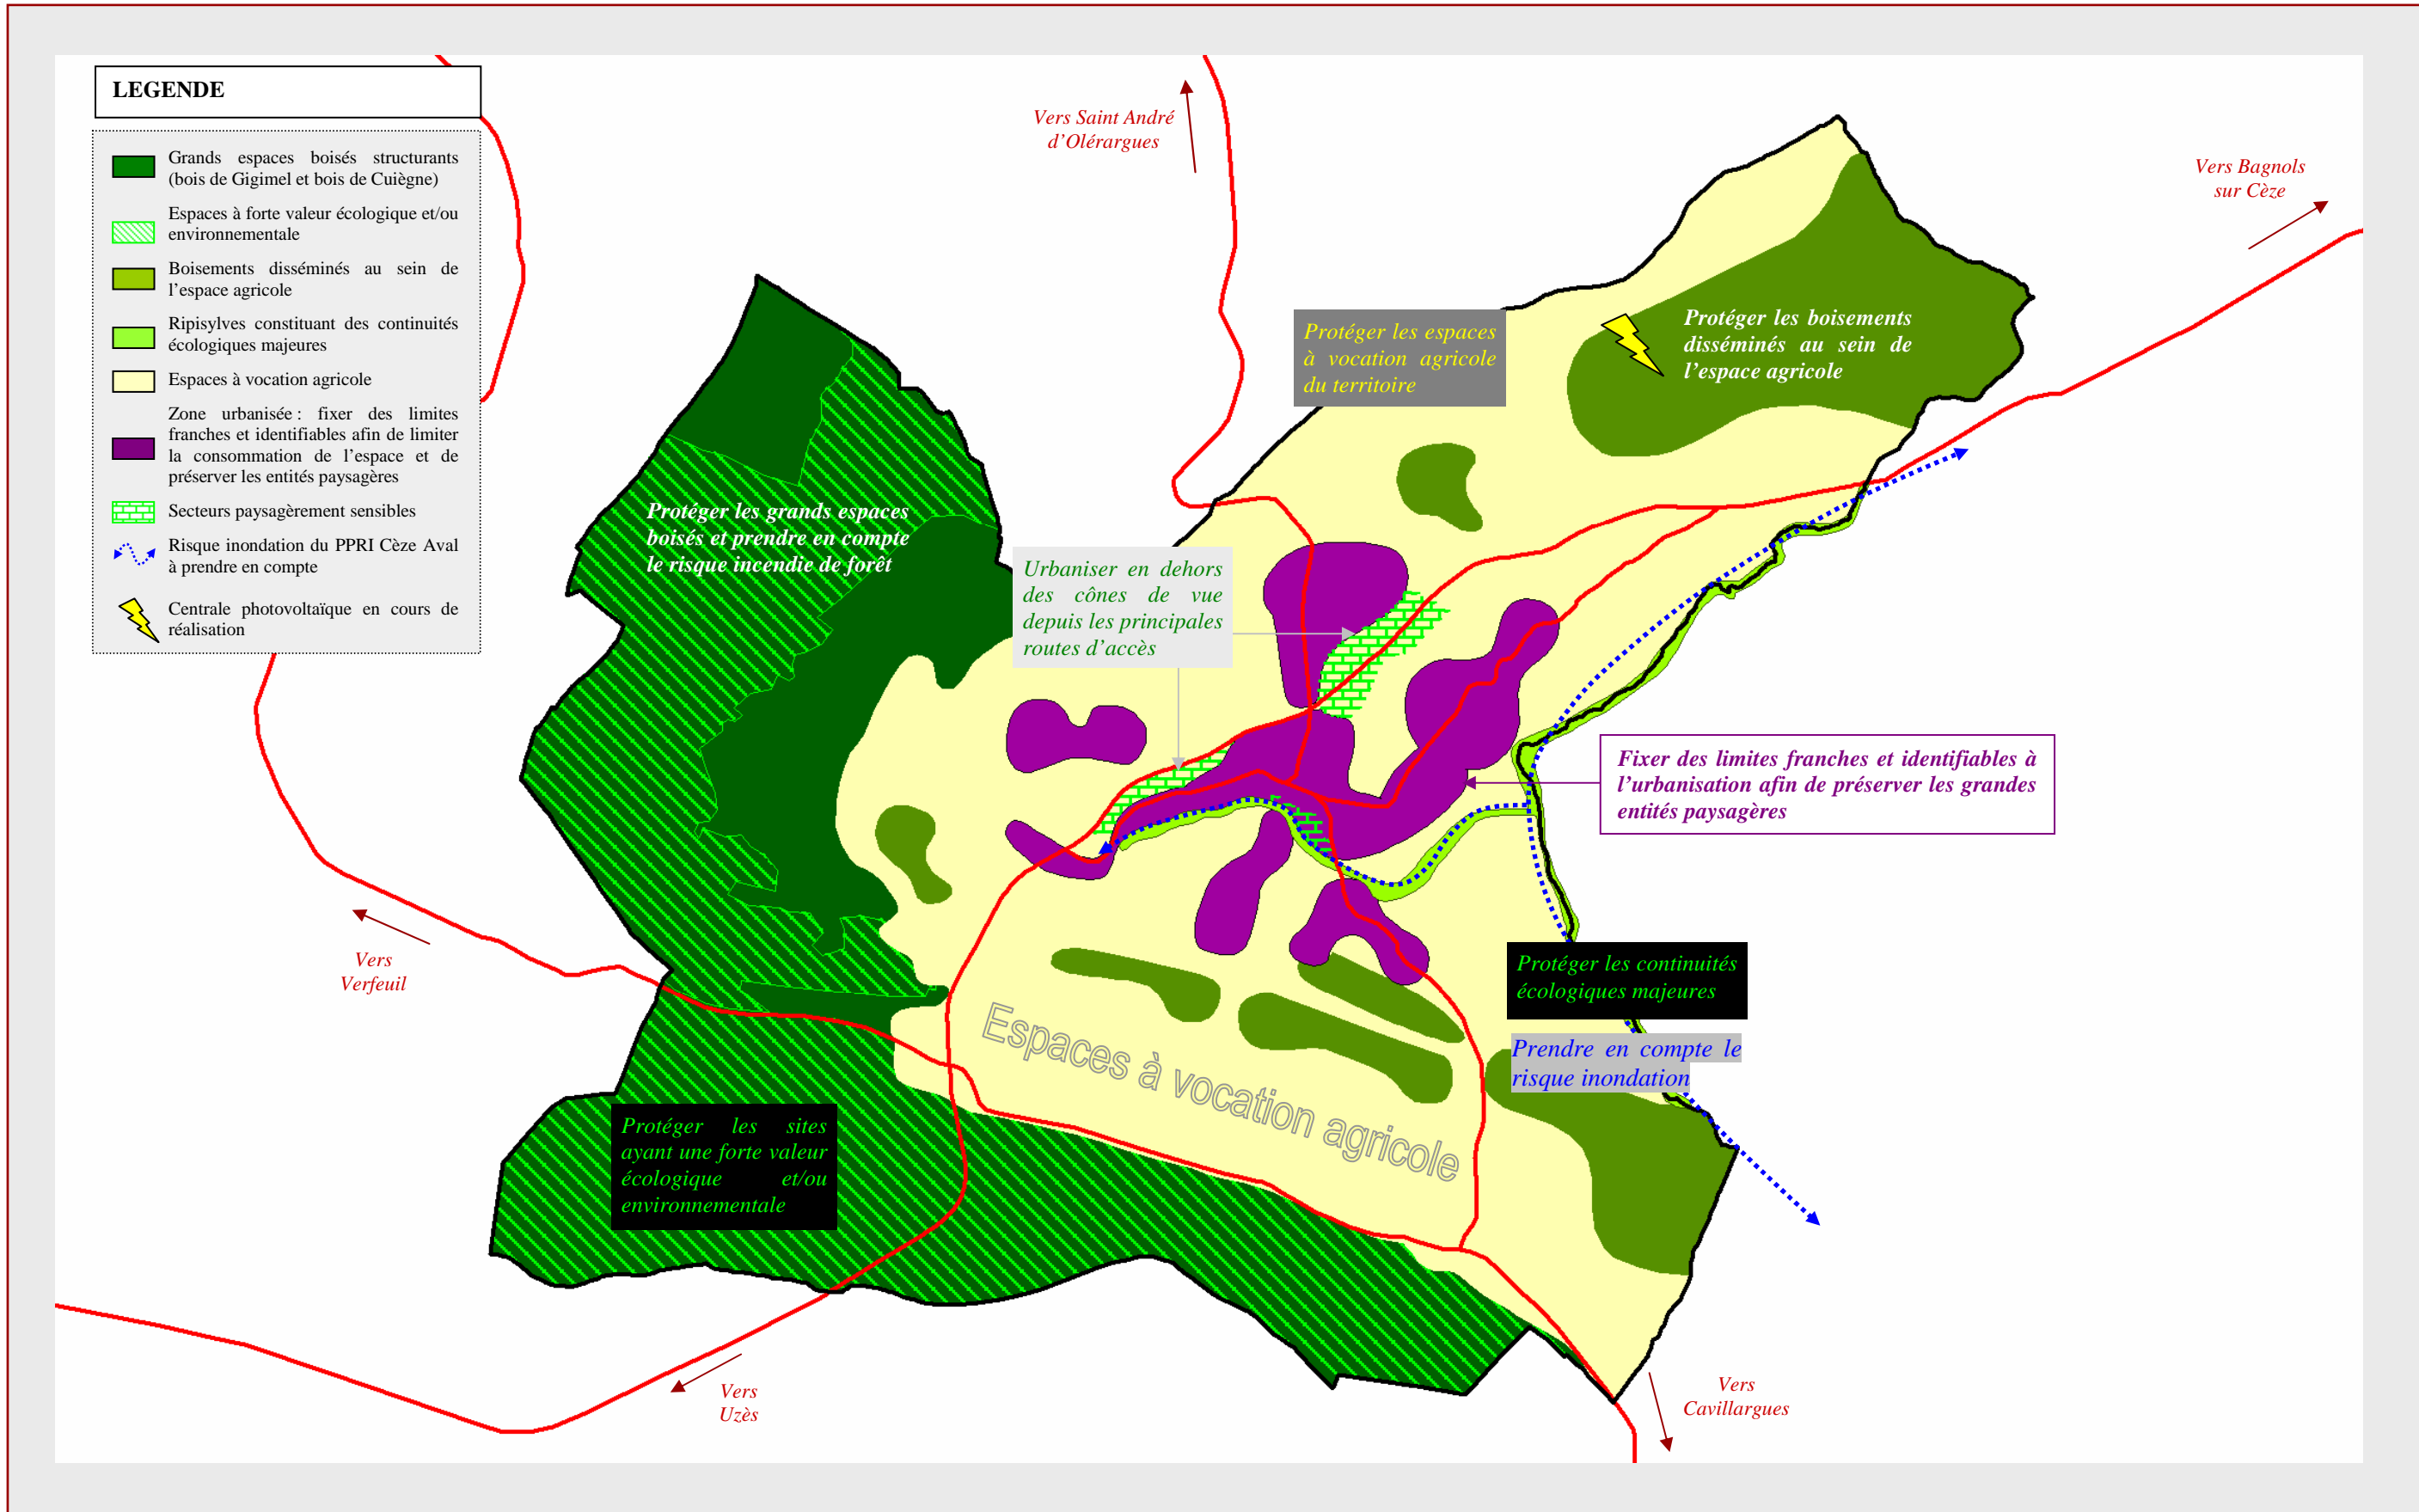 LEGENDE
Grands espaces boisés structurants
(bois de Gigimel et bois de Cuiègne)
Espaces à forte valeur écologique et/ou
environnementale
Boisements disséminés au sein de
l'espace agricole
Ripisylves constituant des continuités
écologiques majeures
Espaces à vocation agricole
Zone urbanisée : fixer des limites
franches et identifiables afin de limiter
la consommation de l'espace et de
préserver les entités paysagères
Secteurs paysagèrement sensibles
Risque inondation du PPRI Cèze Aval
à prendre en compte
Centrale photovoltaïque en cours de
réalisation
Vers Saint André
d'Olérargues
Vers Bagnols
sur Cèze
Protéger les espaces
à vocation agricole
du territoire
Protéger les boisements
disséminés au sein de
l'espace agricole
Protéger les grands espaces
boisés et prendre en compte
le risque incendie de forêt
Urbaniser en dehors
des cônes de vue
depuis les principales
routes d'accès
Fixer des limites franches et identifiables à
l'urbanisation afin de préserver les grandes
entités paysagères
Vers
Verfeuil
Protéger les continuités
écologiques majeures
Prendre en compte le
risque inondation
Espaces à vocation agricole
Protéger les sites
ayant une forte valeur
écologique et/ou
environnementale
Vers
Uzès
Vers
Cavillargues